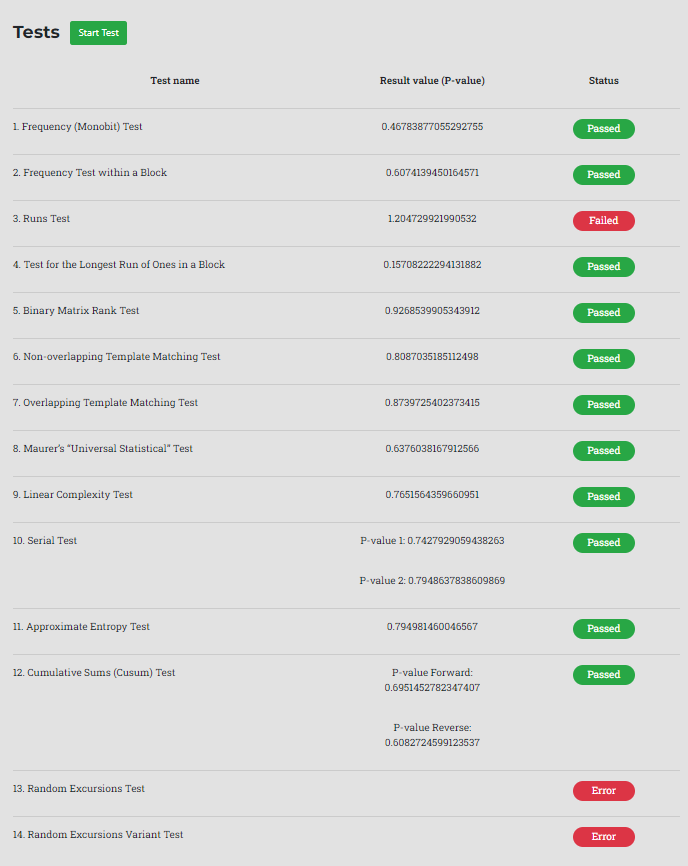 Tests Start Test
Test name Result value (P-value) Status
1. Frequency (Monobit) Test 0.46783877055292755 Passed
2. Frequency Test within a Block 0.6074139450164571 Passed
3. Runs Test 1.204729921990532 Failed
4. Test for the Longest Run of Ones in a Block 0.15708222294131882 Passed
5. Binary Matrix Rank Test 0.9268539905343912 Passed
6. Non-overlapping Template Matching Test 0.8087035185112498 Passed
7. Overlapping Template Matching Test 0.8739725402373415 Passed
8. Maurer's “Universal Statistical” Test 0.6376038167912566 Passed
9. Linear Complexity Test 0.7651564359660951 Passed
10. Serial Test P-value 1: 0.7427929059438263 Passed
P-value 2: 0.7948637838609869
11. Approximate Entropy Test 0.794981460046567 Passed
12. Cumulative Sums (Cusum) Test P-value Forward: Passed
0.6951452782347407
P-value Reverse:
0.6082724599123537
13. Random Excursions Test Error
14. Random Excursions Variant Test Error